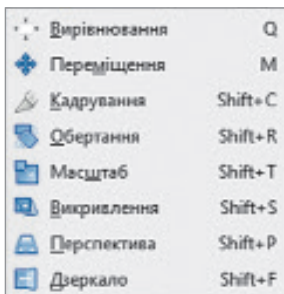 Вирівнювання Q
Переміщення M
Кадрування Shift+C
Обертання Shift+R
Масштаб Shift+T
Викривлення Shift+S
Перспектива Shift+P
Дзеркало Shift+F